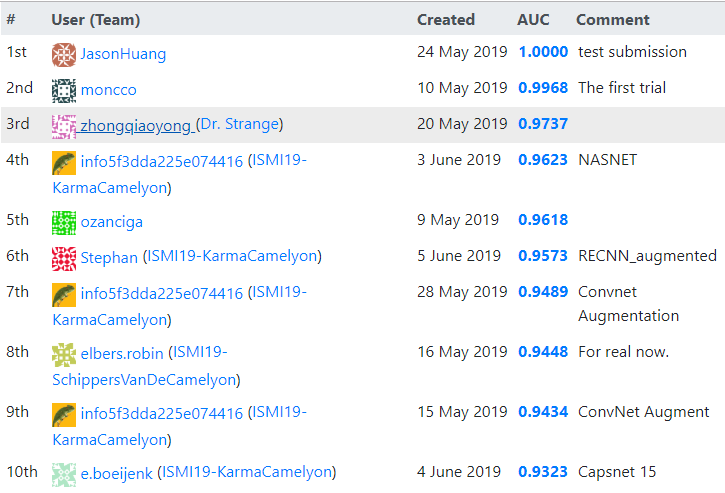 # User (Team) Created AUC Comment
1st JasonHuang 24 May 2019 1.0000 test submission
2nd moncco 10 May 2019 0.9968 The first trial
3rd zhongqiaoyong (Dr. Strange) 20 May 2019 0.9737
4th info5f3dda225e074416 (ISMI19- 3 June 2019 0.9623 NASNET
KarmaCamelyon)
5th ozanciga 9 May 2019 0.9618
6th Stephan (ISMI19-KarmaCamelyon) 5 June 2019 0.9573 RECNN_augmented
7th info5f3dda225e074416 (ISMI19- 28 May 2019 0.9489 Convnet
KarmaCamelyon) Augmentation
8th elbers.robin (ISMI19- 16 May 2019 0.9448 For real now.
SchippersVanDeCamelyon)
9th info5f3dda225e074416 (ISMI19- 15 May 2019 0.9434 ConvNet Augment
KarmaCamelyon)
10th e.boeijenk (ISMI19-KarmaCamelyon) 4 June 2019 0.9323 Capsnet 15